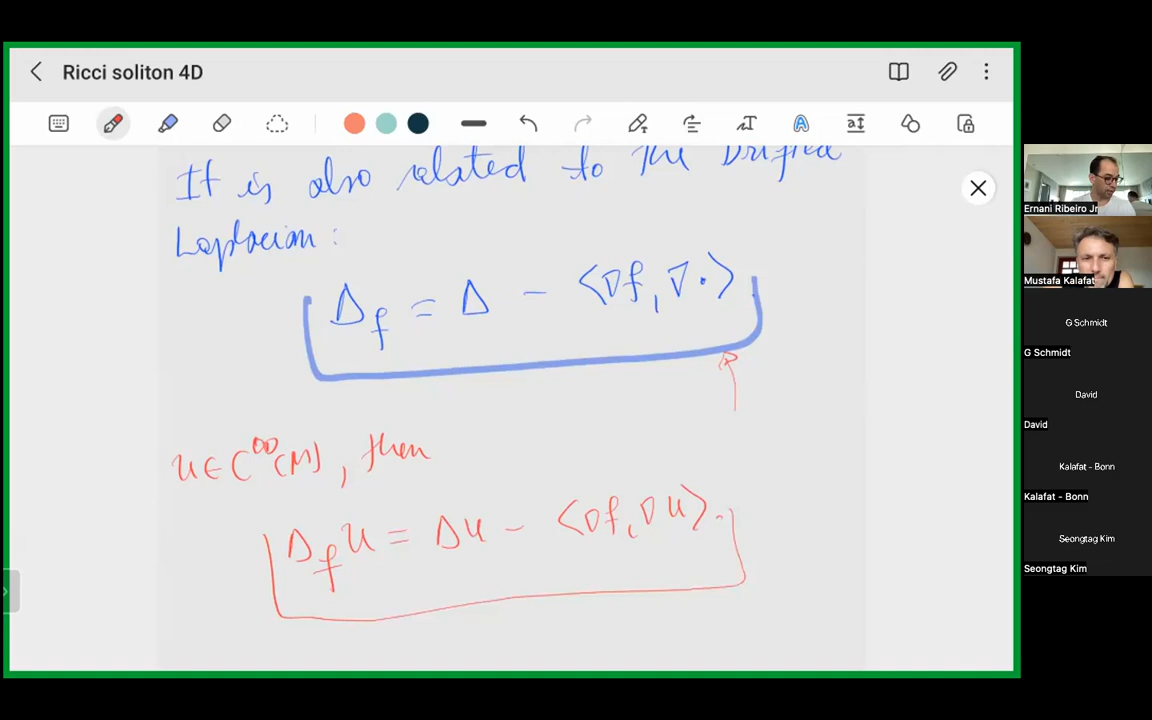 Ricci soliton 4D
It is also related to the Drifted
Laplacian :
Δ_f = Δ - <∇f, ∇·>
u ∈ C^∞(M), then
Δ_f u = Δu - <∇f, ∇u>.
Ernani Ribeiro Jr
Mustafa Kalafat
G Schmidt
G Schmidt
David
David
Kalafat - Bonn
Kalafat - Bonn
Seongtag Kim
Seongtag Kim